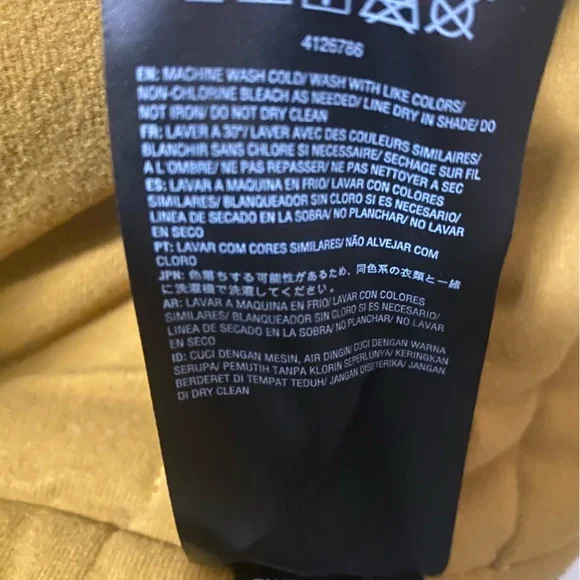 4126786
EN: MACHINE WASH COLD/ WASH WITH LIKE COLORS/
NON-CHLORINE BLEACH AS NEEDED/ LINE DRY IN SHADE/ DO
NOT IRON/ DO NOT DRY CLEAN
FR: LAVER A 30°/ LAVER AVEC DES COULEURS SIMILAIRES/
BLANCHIR SANS CHLORE SI NECESSAIRE/ SECHAGE SUR FIL
A L'OMBRE/ NE PAS REPASSER/ NE PAS NETTOYER A SEC
ES: LAVAR A MAQUINA EN FRIO/ LAVAR CON COLORES
SIMILARES/ BLANQUEADOR SIN CLORO SI ES NECESARIO/
LINEA DE SECADO EN LA SOBRA/ NO PLANCHAR/ NO LAVAR
EN SECO
PT: LAVAR COM CORES SIMILARES/ NÃO ALVEJAR COM
CLORO
JPN: 色落ちする可能性があるため、同色系の衣類と一緒
に洗濯機で洗濯してください。
AR: LAVAR A MAQUINA EN FRIO/ LAVAR CON COLORES
SIMILARES/ BLANQUEADOR SIN CLORO SI ES NECESARIO/
LINEA DE SECADO EN LA SOBRA/ NO PLANCHAR/ NO LAVAR
EN SECO
ID: CUCI DENGAN MESIN, AIR DINGIN/ CUCI DENGAN WARNA
SERUPA/ PEMUTIH TANPA KLORIN SEPERLUNYA/ KERINGKAN
BERDERET DI TEMPAT TEDUH/ JANGAN DISETERIKA/ JANGAN
DI DRY CLEAN